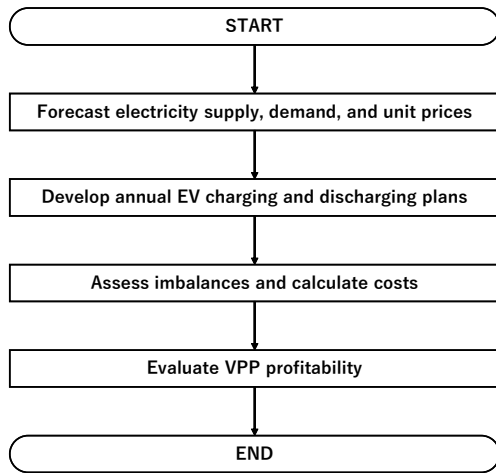 START
Forecast electricity supply, demand, and unit prices
Develop annual EV charging and discharging plans
Assess imbalances and calculate costs
Evaluate VPP profitability
END